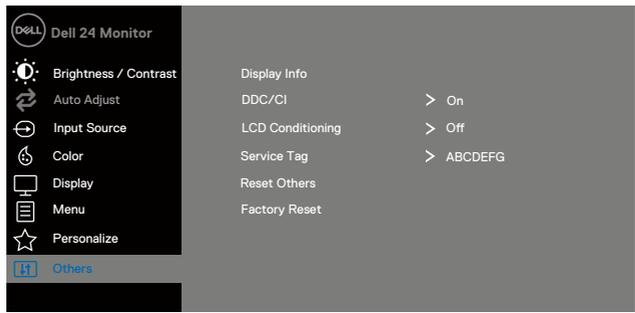 DELL Dell 24 Monitor
Brightness / Contrast
Auto Adjust
Input Source
Color
Display
Menu
Personalize
Others
Display Info
DDC/CI > On
LCD Conditioning > Off
Service Tag > ABCDEFG
Reset Others
Factory Reset